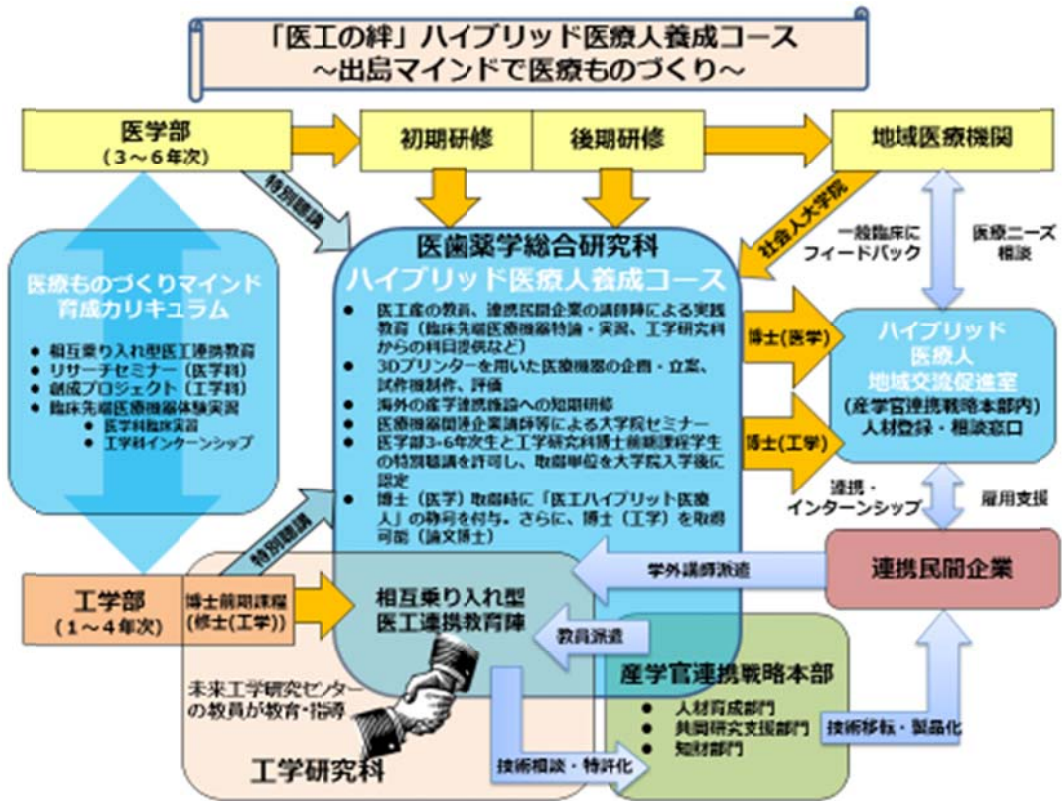 「医工の絆」ハイブリッド医療人養成コース
～出島マインドで医療ものづくり～
医学部
(3～6年次)
初期研修
後期研修
地域医療機関
特別聴講
社会人大学院
一般臨床に
フィードバック
医療ニーズ
相談
医療ものづくりマインド
育成カリキュラム
● 相互乗り入れ型医工連携教育
● リサーチセミナー（医学科）
● 創成プロジェクト（工学科）
● 臨床先端医療機器体験実習
● 医学科臨床実習
● 工学科インターンシップ
医歯薬学総合研究科
ハイブリッド医療人養成コース
● 医工産の教員、連携民間企業の講師陣による実践
教育（臨床先端医療機器特論・実習、工学研究科
からの科目提供など）
● 3Dプリンターを用いた医療機器の企画・立案、
試作機制作、評価
● 海外の産学連携施設への短期研修
● 医療機器関連企業講師等による大学院セミナー
● 医学部3-6年次生と工学研究科博士前期課程学生
の特別聴講を許可し、取得単位を大学院入学後に
認定
● 博士（医学）取得時に「医工ハイブリット医療
人」の称号を付与。さらに、博士（工学）を取得
可能（論文博士）
博士(医学)
博士(工学)
ハイブリッド
医療人
地域交流促進室
(産学官連携戦略本部内)
人材登録・相談窓口
連携・
インターンシップ
雇用支援
特別聴講
工学部
(1～4年次)
博士前期課程
(修士(工学))
相互乗り入れ型
医工連携教育陣
学外講師派遣
連携民間企業
教員派遣
未来工学研究センター
の教員が教育・指導
工学研究科
産学官連携戦略本部
● 人材育成部門
● 共同研究支援部門
● 知財部門
技術相談・特許化
技術移転・製品化